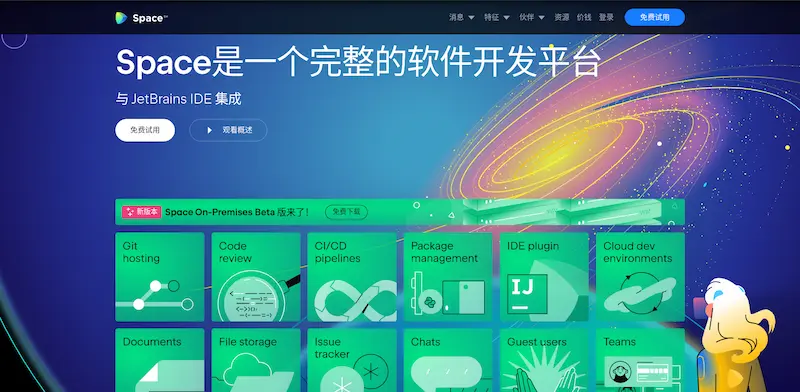 Space
消息 特征 伙伴 资源 价钱 登录 免费试用
Space是一个完整的软件开发平台
与 JetBrains IDE 集成
免费试用 观看概述
新版本 Space On-Premises Beta 版来了！ 免费下载
Git hosting
Code review
CI/CD pipelines
Package management
IDE plugin
IJ
Cloud dev environments
Documents
File storage
Issue tracker
Chats
Guest users
Teams